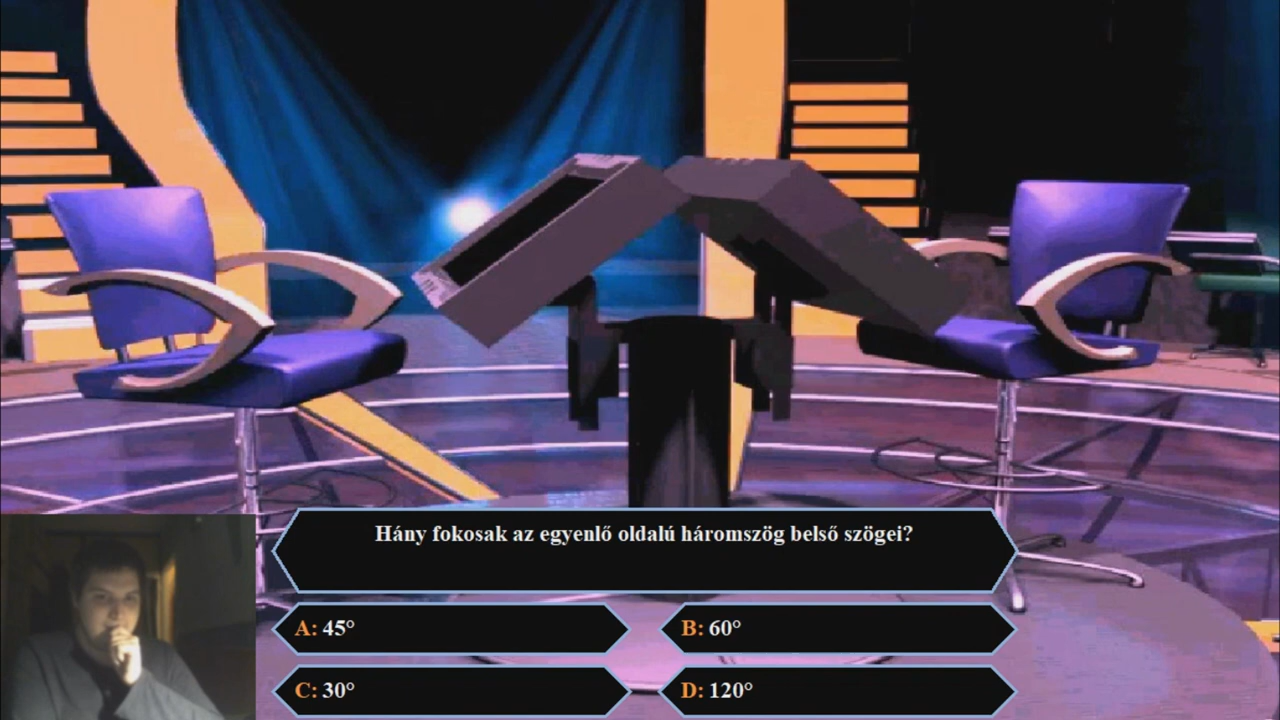 Hány fokosak az egyenlő oldalú háromszög belső szögei?
A: 45°
B: 60°
C: 30°
D: 120°